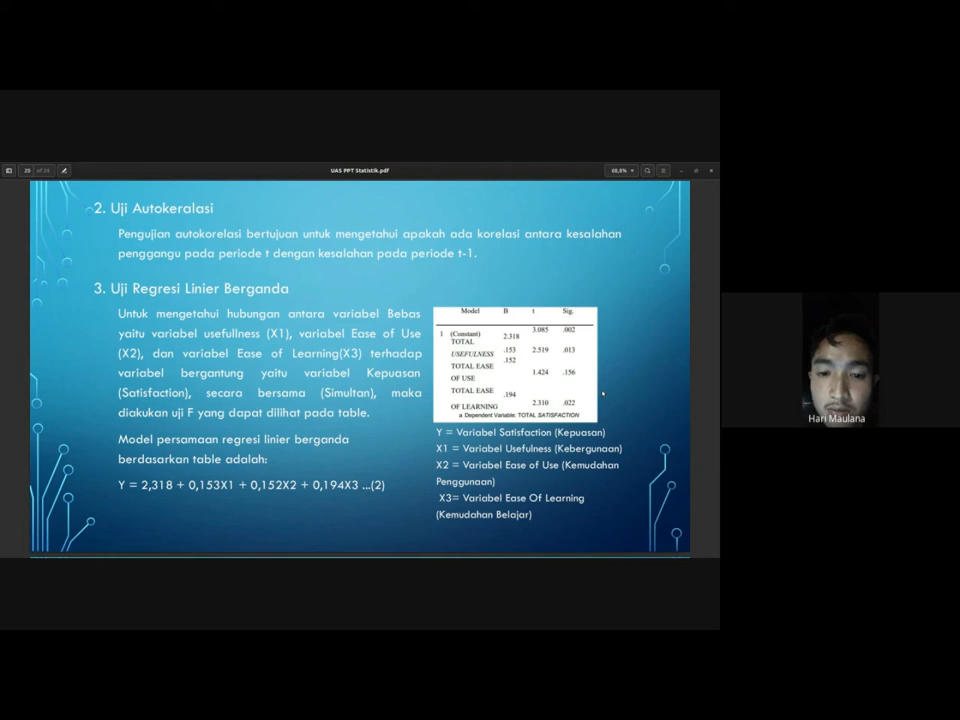 20 of 24
UAS PPT Statistik.pdf
68,8%
2. Uji Autokeralasi
Pengujian autokorelasi bertujuan untuk mengetahui apakah ada korelasi antara kesalahan
penggangu pada periode t dengan kesalahan pada periode t-1.
3. Uji Regresi Linier Berganda
Untuk mengetahui hubungan antara variabel Bebas
yaitu variabel usefullness (X1), variabel Ease of Use
(X2), dan variabel Ease of Learning(X3) terhadap
variabel bergantung yaitu variabel Kepuasan
(Satisfaction), secara bersama (Simultan), maka
diakukan uji F yang dapat dilihat pada table.
Model persamaan regresi linier berganda
berdasarkan table adalah:
Y = 2,318 + 0,153X1 + 0,152X2 + 0,194X3 ...(2)
Model B t Sig.
1 (Constant) 2.318 3.085 .002
TOTAL
USEFULNESS .153 2.519 .013
TOTAL EASE .152
OF USE 1.424 .156
TOTAL EASE .194
OF LEARNING 2.310 .022
a Dependent Variable: TOTAL SATISFACTION
Y = Variabel Satisfaction (Kepuasan)
X1 = Variabel Usefulness (Kebergunaan)
X2 = Variabel Ease of Use (Kemudahan
Penggunaan)
X3= Variabel Ease Of Learning
(Kemudahan Belajar)
Hari Maulana